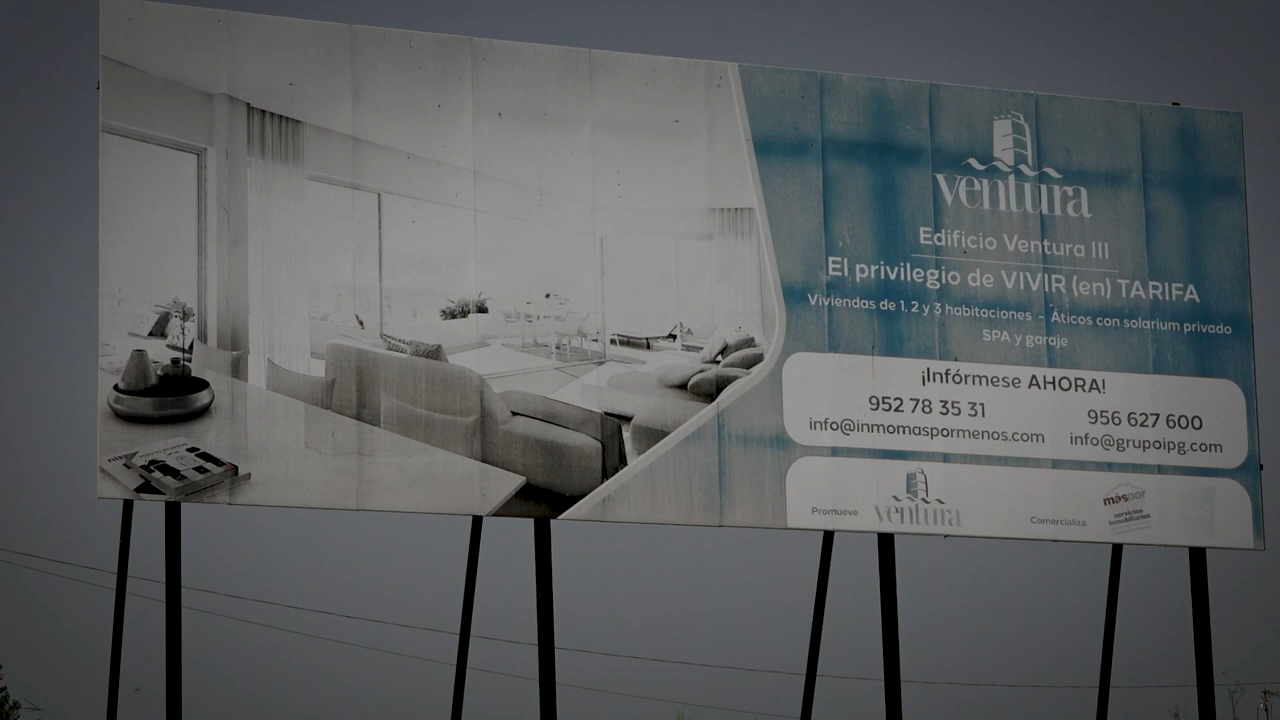 ventura
Edificio Ventura III
El privilegio de VIVIR (en) TARIFA
Viviendas de 1, 2 y 3 habitaciones - Áticos con solarium privado
SPA y garaje
¡Infórmese AHORA!
952 78 35 31
info@inmomaspormenos.com
956 627 600
info@grupoipg.com
Promueve
ventura
Comercializa
máspor
servicios
inmobiliarios